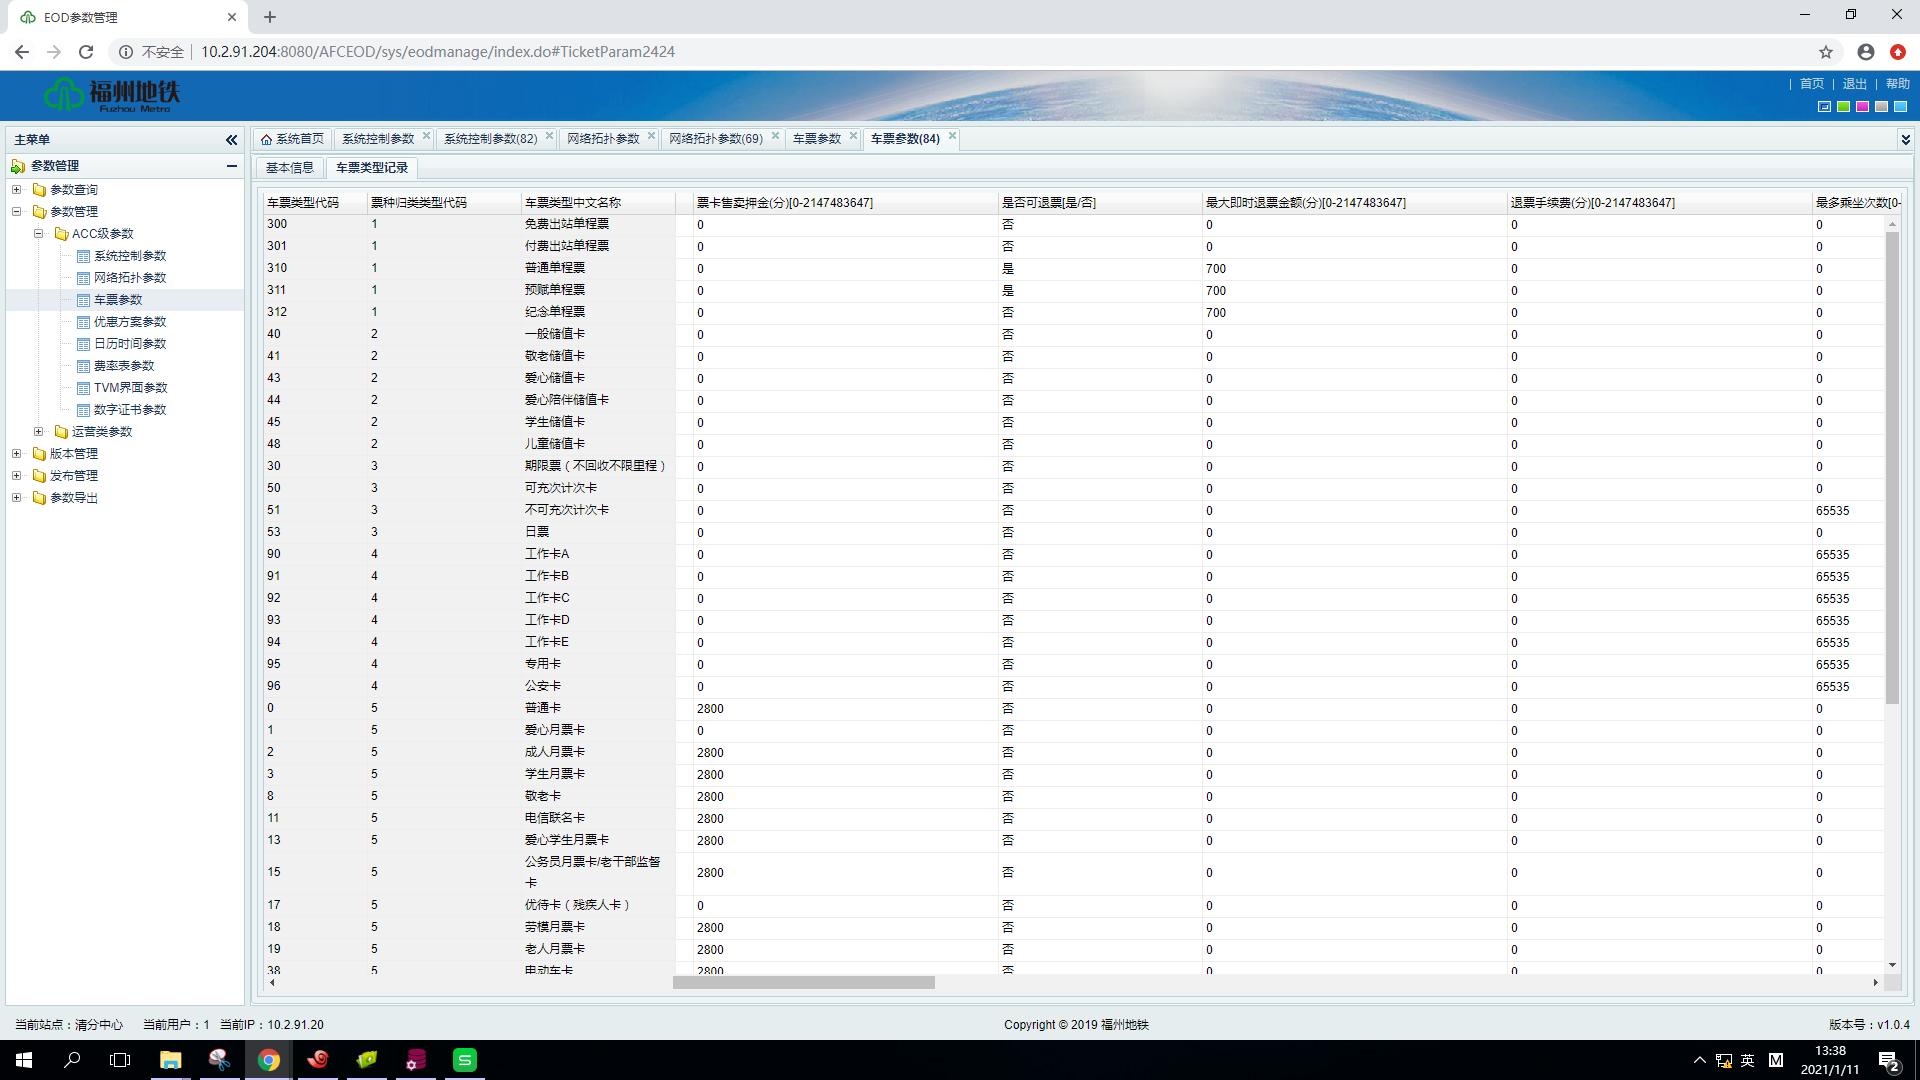 EOD参数管理
不安全 10.2.91.204:8080/AFCEOD/sys/eodmanage/index.do#TicketParam2424
福州地铁
Fuzhou Metro
| 首页 | 退出 | 帮助
主菜单
参数管理
参数查询
参数管理
ACC级参数
系统控制参数
网络拓扑参数
车票参数
优惠方案参数
日历时间参数
费率表参数
TVM界面参数
数字证书参数
运营类参数
版本管理
发布管理
参数导出
系统首页 系统控制参数 系统控制参数(82) 网络拓扑参数 网络拓扑参数(69) 车票参数 车票参数(84)
基本信息 车票类型记录
车票类型代码 票种归类类型代码 车票类型中文名称 票卡售卖押金(分)[0-2147483647] 是否可退票[是/否] 最大即时退票金额(分)[0-2147483647] 退票手续费(分)[0-2147483647] 最多乘坐次数[0-
300 1 免费出站单程票 0 否 0 0 0
301 1 付费出站单程票 0 否 0 0 0
310 1 普通单程票 0 是 700 0 0
311 1 预赋单程票 0 是 700 0 0
312 1 纪念单程票 0 否 700 0 0
40 2 一般储值卡 0 否 0 0 0
41 2 敬老储值卡 0 否 0 0 0
43 2 爱心储值卡 0 否 0 0 0
44 2 爱心陪伴储值卡 0 否 0 0 0
45 2 学生储值卡 0 否 0 0 0
48 2 儿童储值卡 0 否 0 0 0
30 3 期限票（不回收不限里程） 0 否 0 0 0
50 3 可充次计次卡 0 否 0 0 0
51 3 不可充次计次卡 0 否 0 0 65535
53 3 日票 0 否 0 0 0
90 4 工作卡A 0 否 0 0 65535
91 4 工作卡B 0 否 0 0 65535
92 4 工作卡C 0 否 0 0 65535
93 4 工作卡D 0 否 0 0 65535
94 4 工作卡E 0 否 0 0 65535
95 4 专用卡 0 否 0 0 65535
96 4 公安卡 0 否 0 0 65535
0 5 普通卡 2800 否 0 0 0
1 5 爱心月票卡 0 否 0 0 0
2 5 成人月票卡 2800 否 0 0 0
3 5 学生月票卡 2800 否 0 0 0
8 5 敬老卡 2800 否 0 0 0
11 5 电信联名卡 2800 否 0 0 0
13 5 爱心学生月票卡 2800 否 0 0 0
15 5 公务员月票卡/老干部监督卡 2800 否 0 0 0
17 5 优待卡（残疾人卡） 0 否 0 0 0
18 5 劳模月票卡 2800 否 0 0 0
19 5 老人月票卡 2800 否 0 0 0
38 5 电动车卡 2800 否 0 0 0
当前站点：清分中心 当前用户：1 当前IP：10.2.91.20 Copyright © 2019 福州地铁 版本号：v1.0.4
英 M 13:38
2021/1/11
2